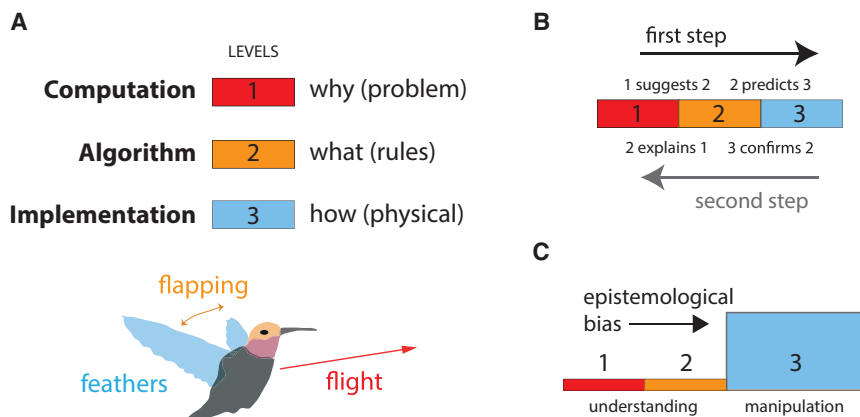 A
LEVELS
Computation 1 why (problem)
Algorithm 2 what (rules)
Implementation 3 how (physical)
flapping
feathers
flight
B
first step
1 suggests 2 2 predicts 3
1 2 3
2 explains 1 3 confirms 2
second step
C
epistemological
bias
1 2 3
understanding manipulation